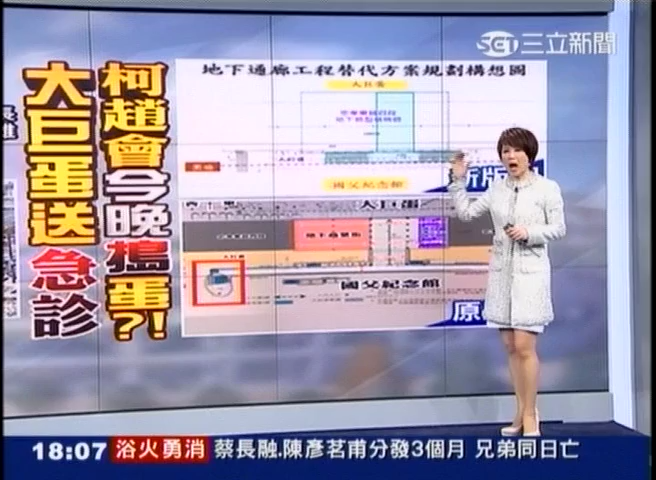 SET三立新聞
柯趙會今晚搗蛋?!
大巨蛋送急診
地下通廊工程替代方案規劃構想圖
大巨蛋
國父紀念館
新版
大巨蛋
國父紀念館
原
18:07 浴火勇消 蔡長融.陳彥茗甫分發3個月 兄弟同日亡